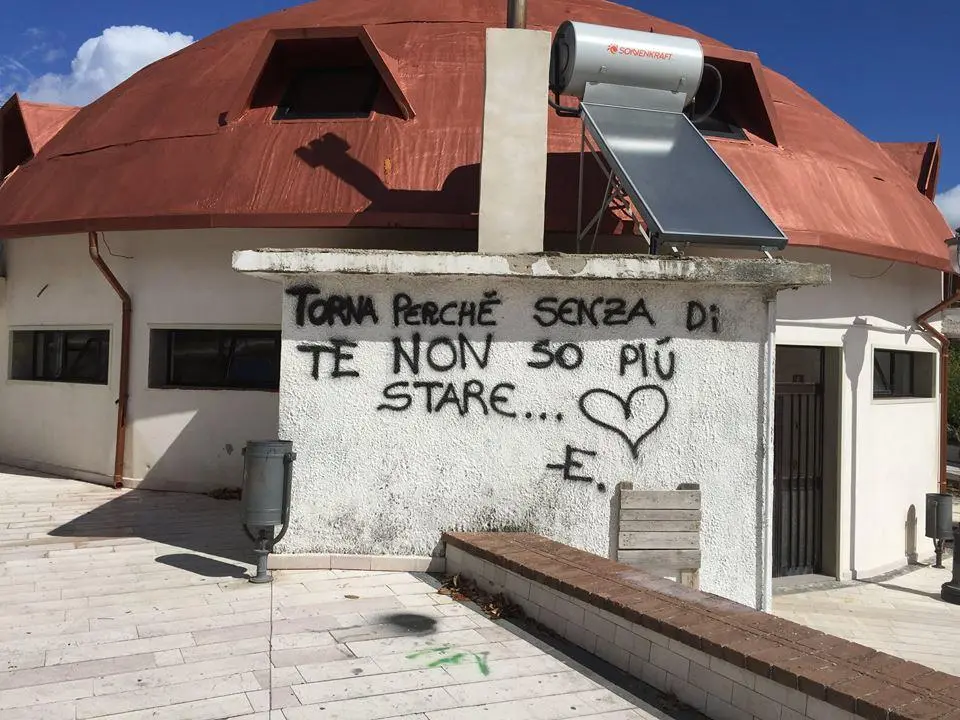 SONNENKRAFT
TORNA PERCHÉ SENZA Di
TE NON SO PIÚ
STARE...
-E.